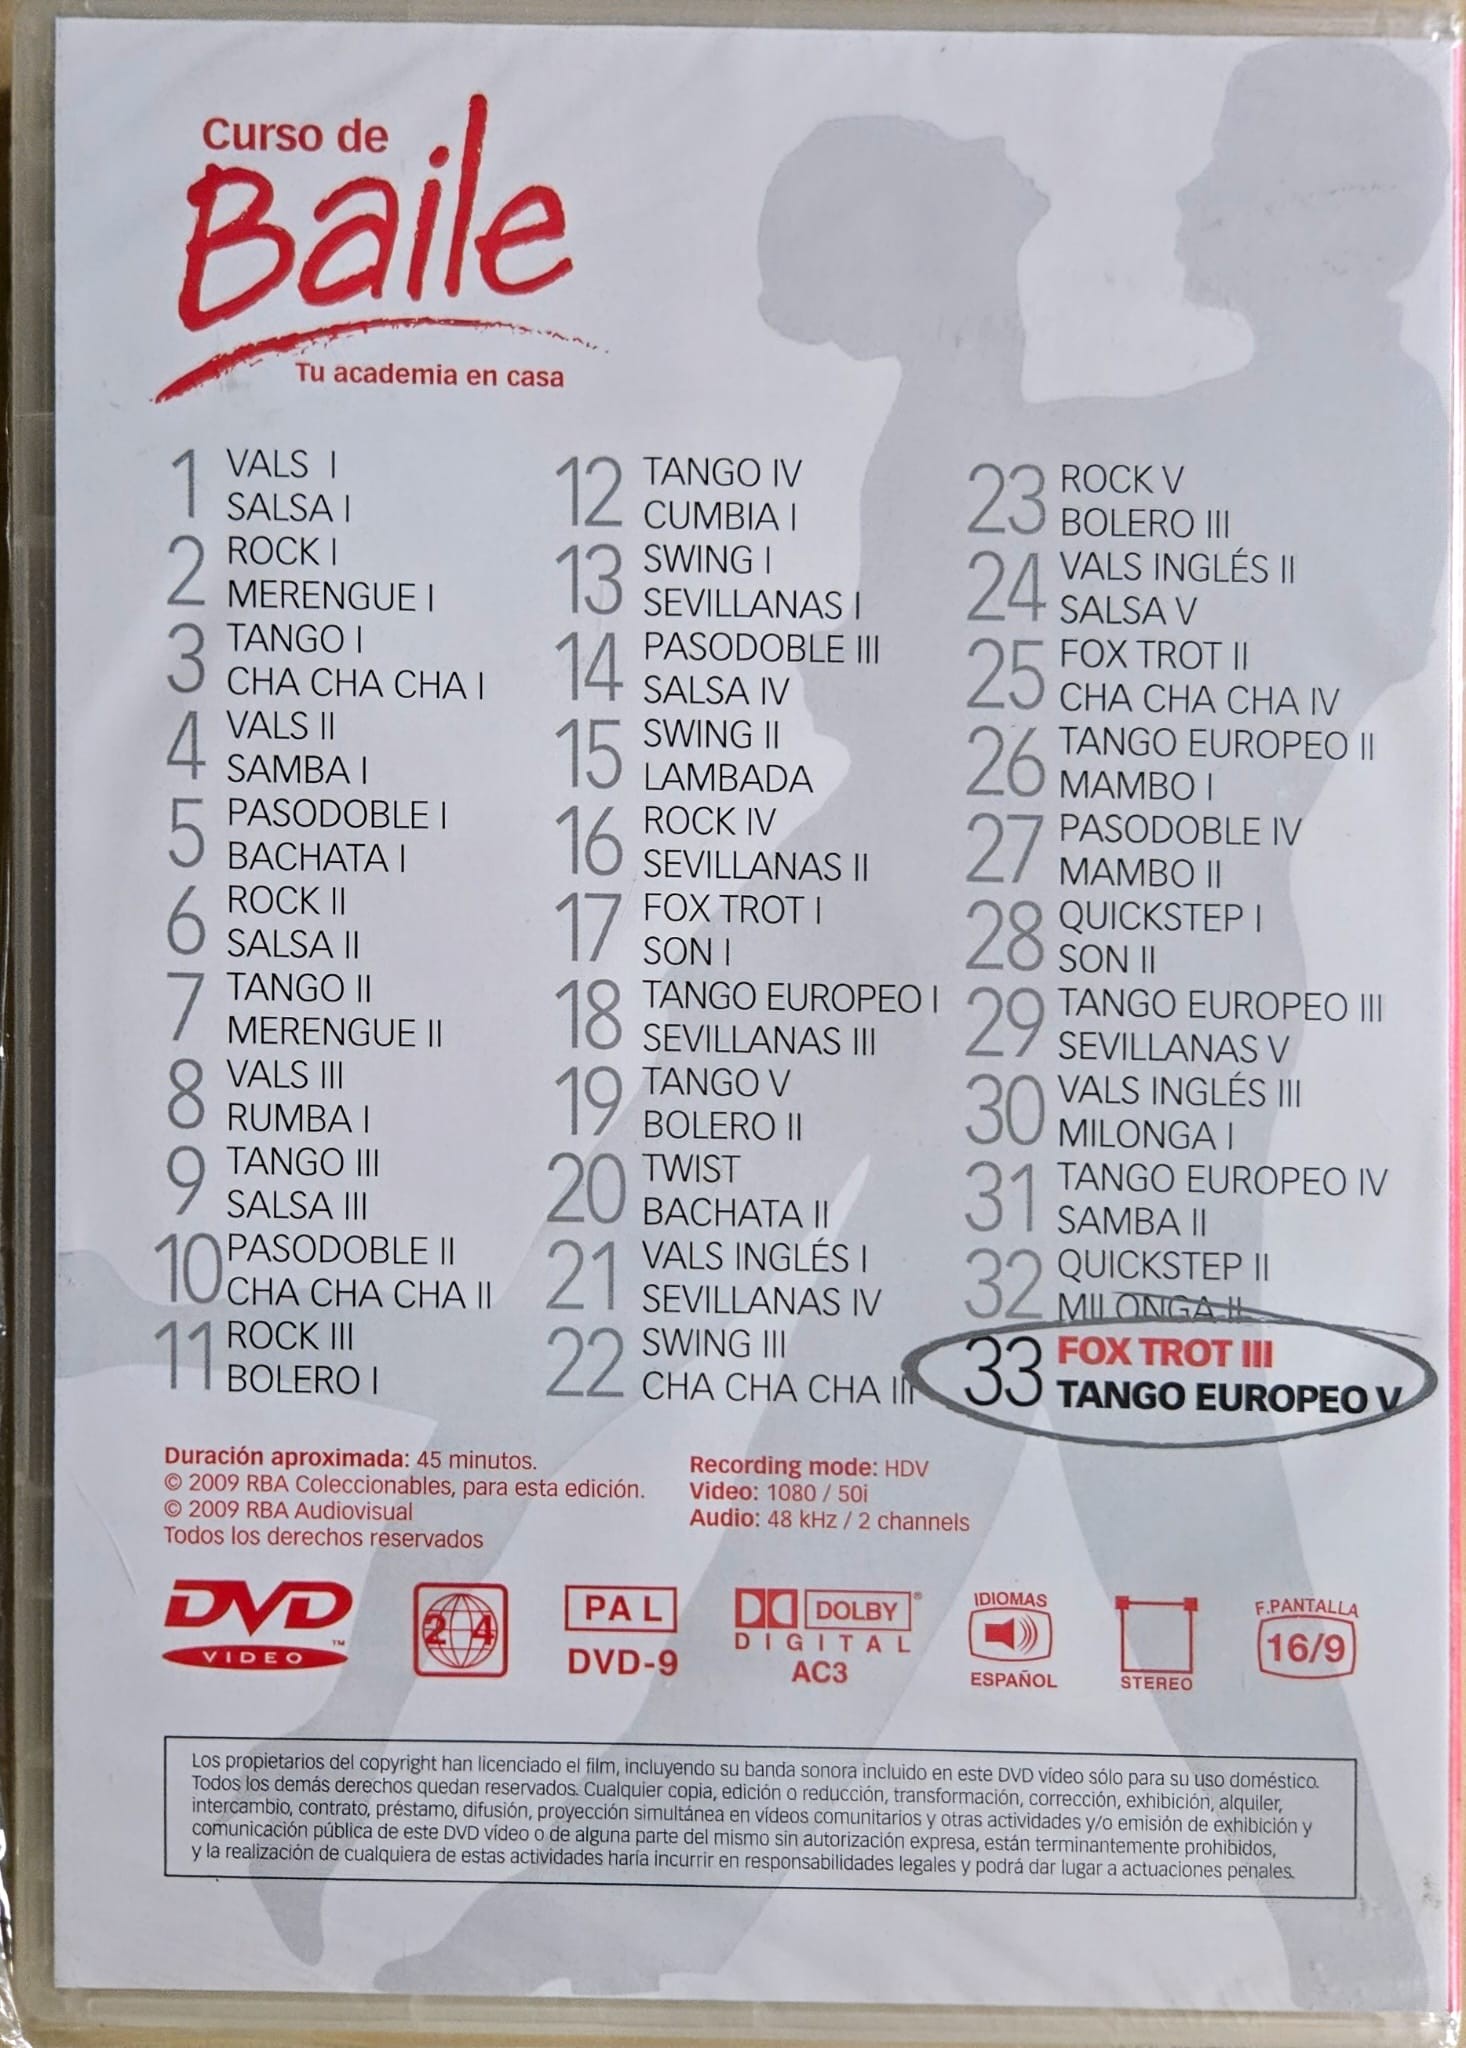 Curso de
Baile
Tu academia en casa
1 VALS I
SALSA I
2 ROCK I
MERENGUE I
3 TANGO I
CHA CHA CHA I
4 VALS II
SAMBA I
5 PASODOBLE I
BACHATA I
6 ROCK II
SALSA II
7 TANGO II
MERENGUE II
8 VALS III
RUMBA I
9 TANGO III
SALSA III
10 PASODOBLE II
CHA CHA CHA II
11 ROCK III
BOLERO I
12 TANGO IV
CUMBIA I
13 SWING I
SEVILLANAS I
14 PASODOBLE III
SALSA IV
15 SWING II
LAMBADA
16 ROCK IV
SEVILLANAS II
17 FOX TROT I
SON I
18 TANGO EUROPEO I
SEVILLANAS III
19 TANGO V
BOLERO II
20 TWIST
BACHATA II
21 VALS INGLÉS I
SEVILLANAS IV
22 SWING III
CHA CHA CHA III
23 ROCK V
BOLERO III
24 VALS INGLÉS II
SALSA V
25 FOX TROT II
CHA CHA CHA IV
26 TANGO EUROPEO II
MAMBO I
27 PASODOBLE IV
MAMBO II
28 QUICKSTEP I
SON II
29 TANGO EUROPEO III
SEVILLANAS V
30 VALS INGLÉS III
MILONGA I
31 TANGO EUROPEO IV
SAMBA II
32 QUICKSTEP II
MILONGA II
33 FOX TROT III
TANGO EUROPEO V
Duración aproximada: 45 minutos.
© 2009 RBA Coleccionables, para esta edición.
© 2009 RBA Audiovisual
Todos los derechos reservados
Recording mode: HDV
Video: 1080 / 50i
Audio: 48 kHz / 2 channels
DVD
VIDEO
TM
2 4
PAL
DVD-9
DOLBY
®
DIGITAL
AC3
IDIOMAS
ESPAÑOL
STEREO
F.PANTALLA
16/9
Los propietarios del copyright han licenciado el film, incluyendo su banda sonora incluido en este DVD vídeo sólo para su uso doméstico.
Todos los demás derechos quedan reservados. Cualquier copia, edición o reducción, transformación, corrección, exhibición, alquiler,
intercambio, contrato, préstamo, difusión, proyección simultánea en vídeos comunitarios y otras actividades y/o emisión de exhibición y
comunicación pública de este DVD vídeo o de alguna parte del mismo sin autorización expresa, están terminantemente prohibidos,
y la realización de cualquiera de estas actividades haría incurrir en responsabilidades legales y podrá dar lugar a actuaciones penales.